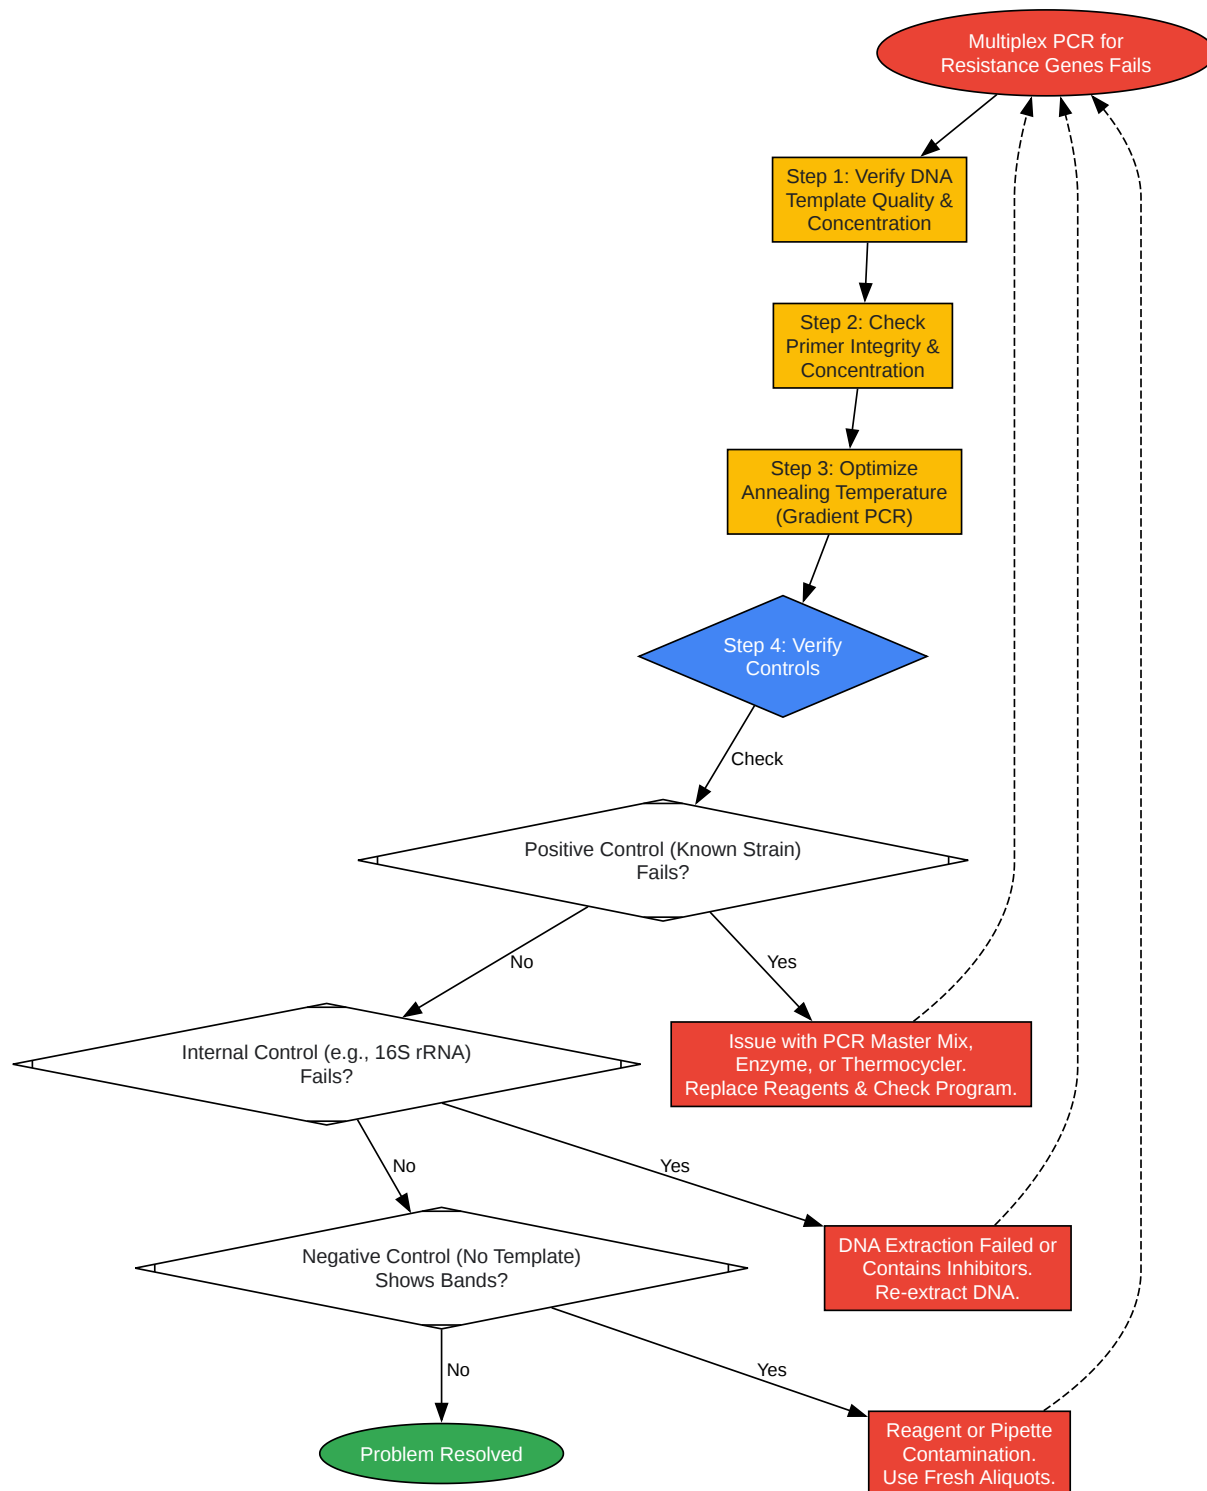 Multiplex PCR for
Resistance Genes Fails
Step 1: Verify DNA
Template Quality &
Concentration
Step 2: Check
Primer Integrity &
Concentration
Step 3: Optimize
Annealing Temperature
(Gradient PCR)
Step 4: Verify
Controls
Check
Positive Control (Known Strain)
Fails?
No
Yes
Issue with PCR Master Mix,
Enzyme, or Thermocycler.
Replace Reagents & Check Program.
Internal Control (e.g., 16S rRNA)
Fails?
No
Yes
DNA Extraction Failed or
Contains Inhibitors.
Re-extract DNA.
Negative Control (No Template)
Shows Bands?
No
Yes
Reagent or Pipette
Contamination.
Use Fresh Aliquots.
Problem Resolved